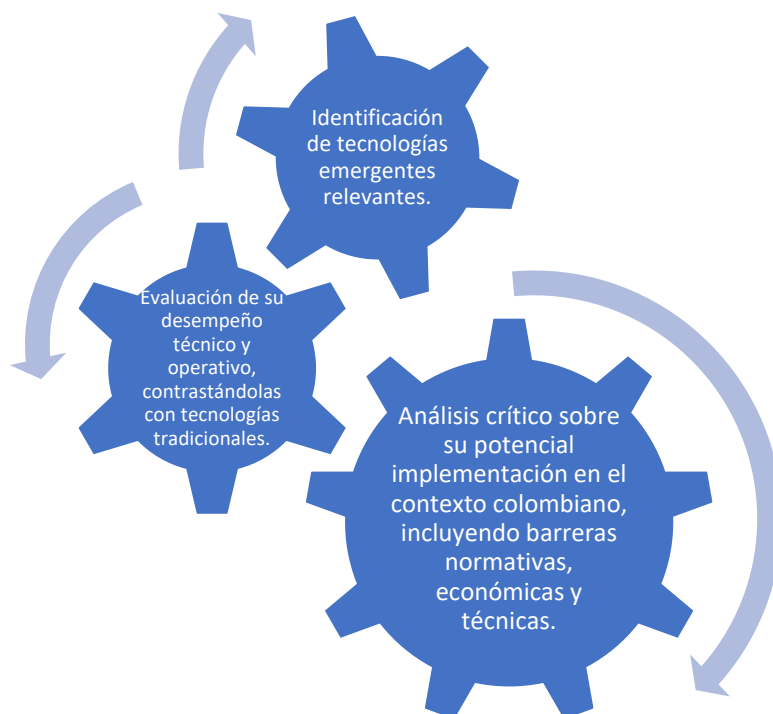 Identificación
de tecnologías
emergentes
relevantes.
Evaluación de su
desempeño
técnico y
operativo,
contrastándolas
con tecnologías
tradicionales.
Análisis crítico sobre
su potencial
implementación en el
contexto colombiano,
incluyendo barreras
normativas,
económicas y
técnicas.